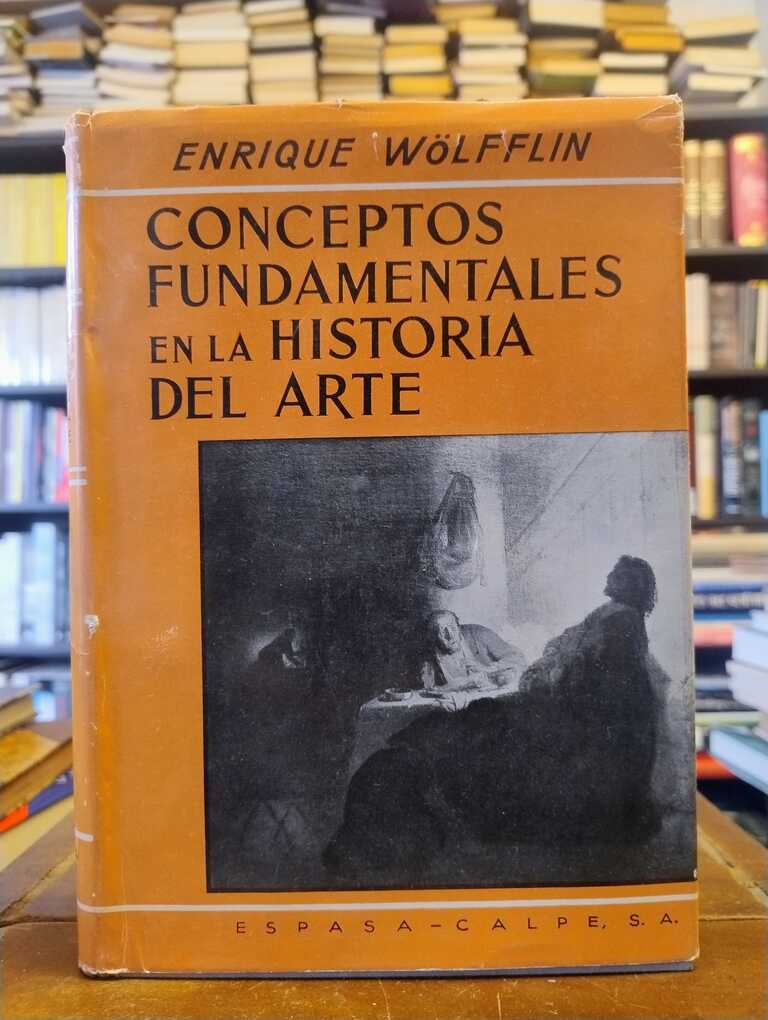 ENRIQUE WÖLFFLIN
CONCEPTOS
FUNDAMENTALES
EN LA HISTORIA
DEL ARTE
ESPASA-CALPE, S. A.